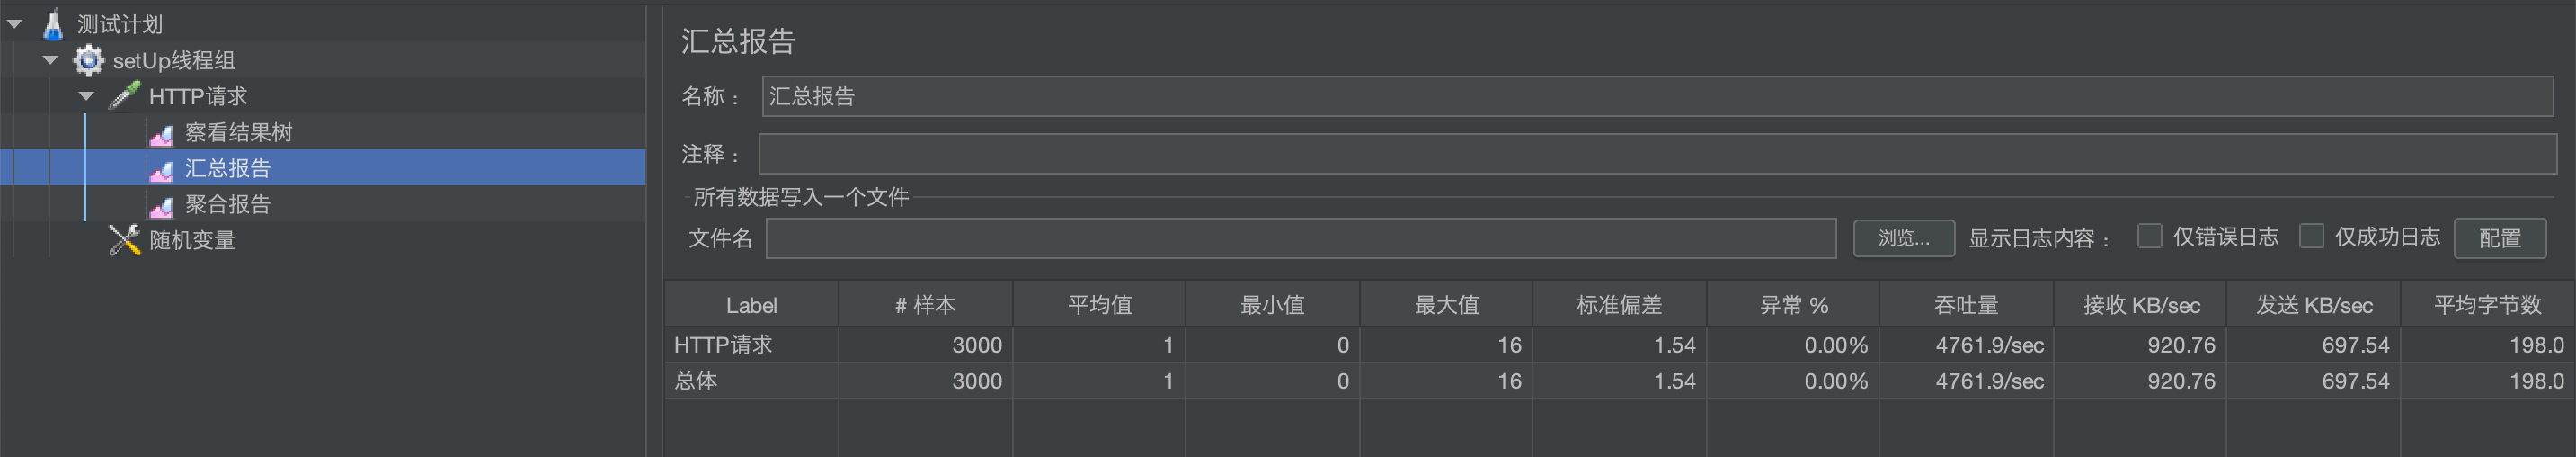 测试计划
setUp线程组
HTTP请求
察看结果树
汇总报告
聚合报告
随机变量
汇总报告
名称： 汇总报告
注释：
所有数据写入一个文件
文件名 浏览... 显示日志内容： 仅错误日志 仅成功日志 配置
Label # 样本 平均值 最小值 最大值 标准偏差 异常 % 吞吐量 接收 KB/sec 发送 KB/sec 平均字节数
HTTP请求 3000 1 0 16 1.54 0.00% 4761.9/sec 920.76 697.54 198.0
总体 3000 1 0 16 1.54 0.00% 4761.9/sec 920.76 697.54 198.0